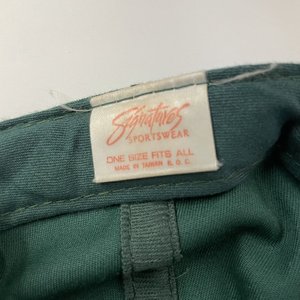 Signatures
SPORTSWEAR
ONE SIZE FITS ALL
MADE IN TAIWAN R.O.C.